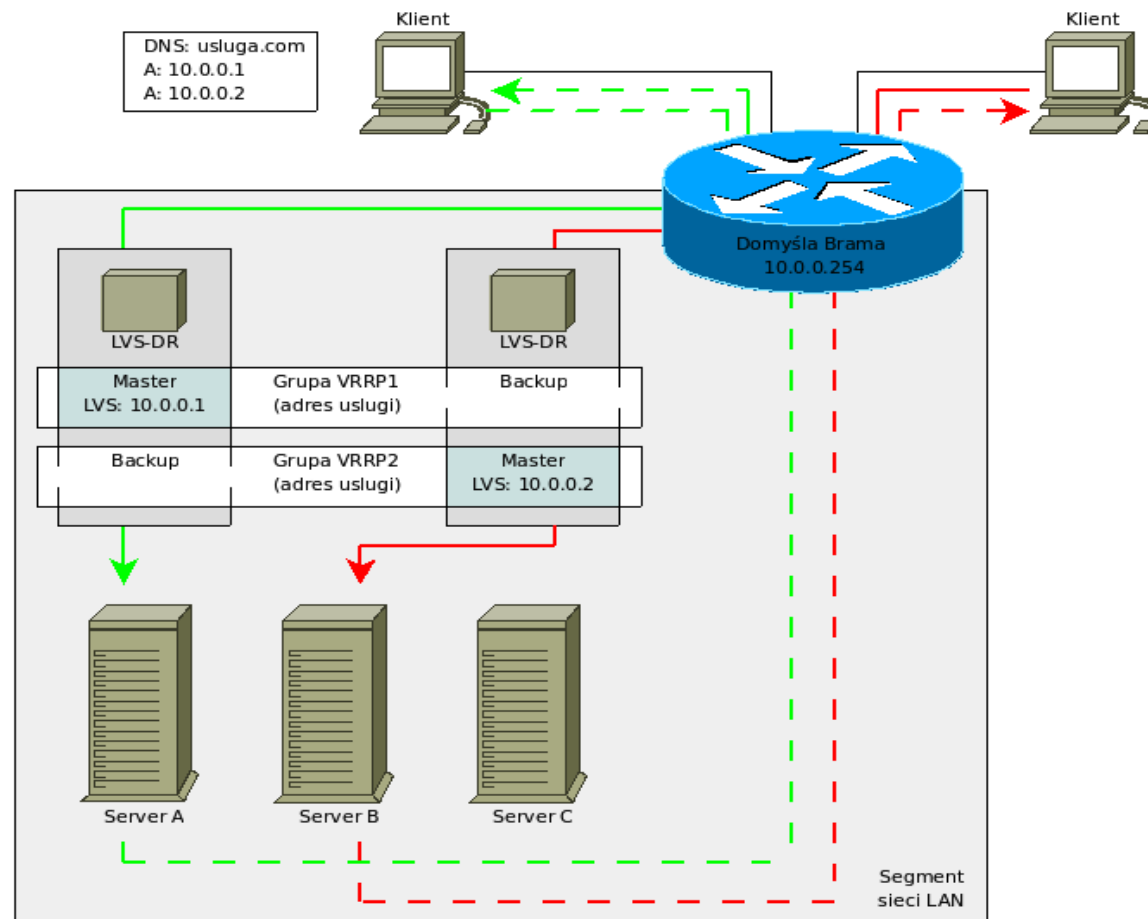 Klient
Klient
DNS: usluga.com
A: 10.0.0.1
A: 10.0.0.2
Domyśla Brama
10.0.0.254
LVS-DR
LVS-DR
Master
LVS: 10.0.0.1
Grupa VRRP1
(adres uslugi)
Backup
Backup
Grupa VRRP2
(adres uslugi)
Master
LVS: 10.0.0.2
Server A
Server B
Server C
Segment
sieci LAN